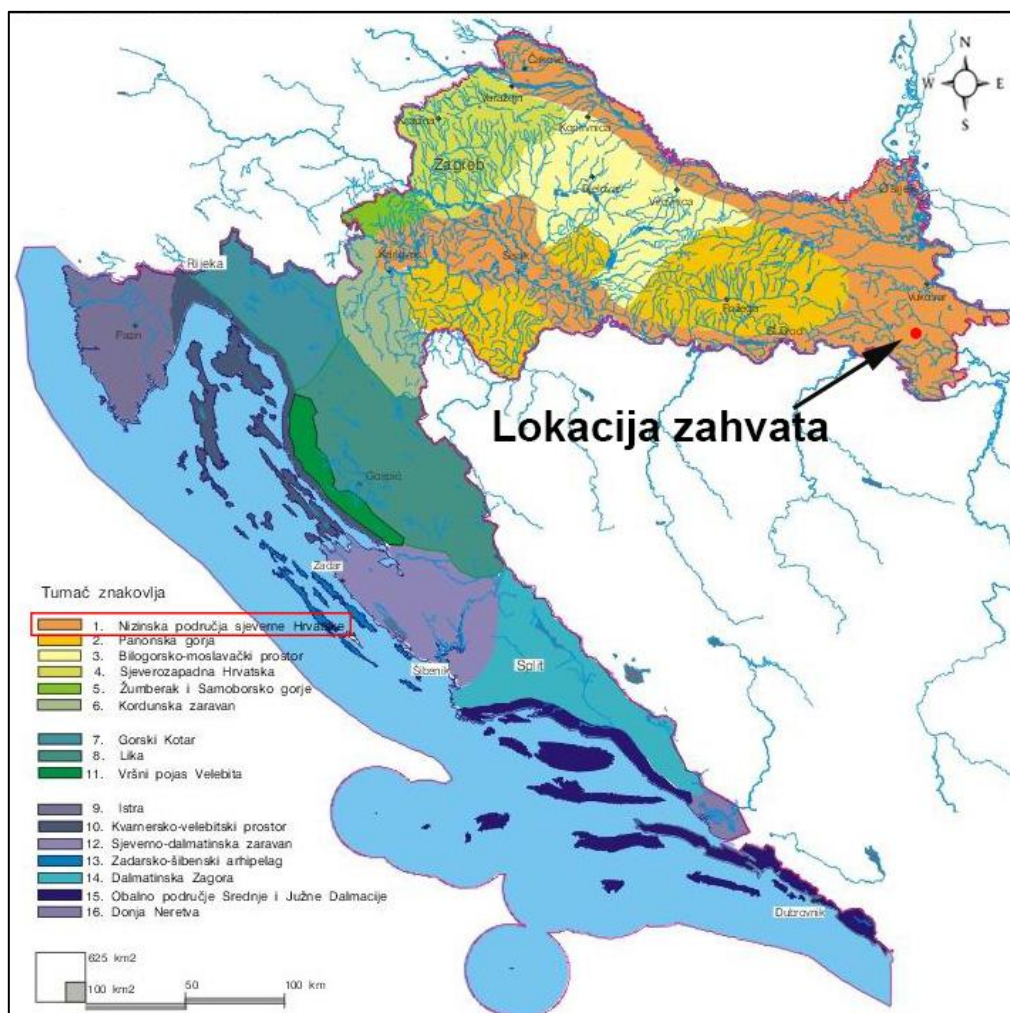 N
W E
S
Čakovec
Varaždin
Krapina
Koprivnica
Zagreb
Bjelovar
Virovitica
Osijek
Rijeka
Karlovac
Sisak
Vukovar
Pazin
Požega
Sl. Brod
Lokacija zahvata
Gospić
Zadar
Tumač znakovlja
1. Nizinska područja sjeverne Hrvatske
2. Panonska gorja
3. Bilogorsko-moslavački prostor
4. Sjeverozapadna Hrvatska
5. Žumberak i Samoborsko gorje
6. Kordunska zaravan
Šibenik
Split
7. Gorski Kotar
8. Lika
11. Vršni pojas Velebita
9. Istra
10. Kvarnersko-velebitski prostor
12. Sjeverno-dalmatinska zaravan
13. Zadarsko-šibenski arhipelag
14. Dalmatinska Zagora
15. Obalno područje Srednje i Južne Dalmacije
16. Donja Neretva
Dubrovnik
625 km2
100 km2 50 100 km